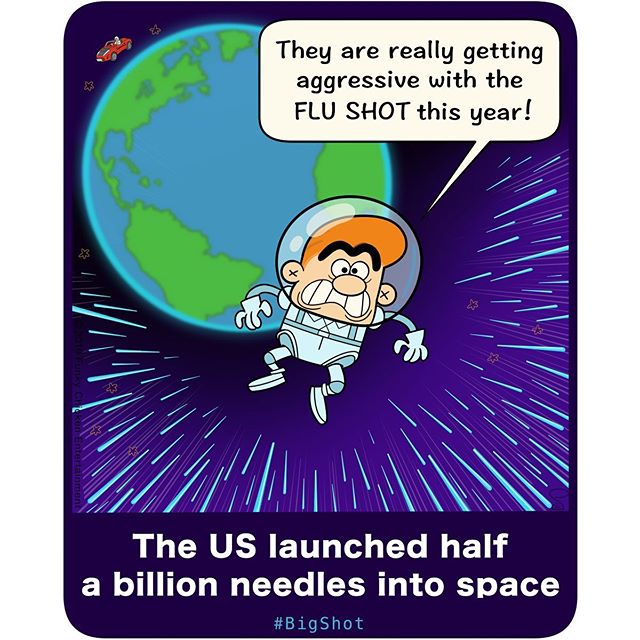 They are really getting
aggressive with the
FLU SHOT this year!
The US launched half
a billion needles into space
#BigShot